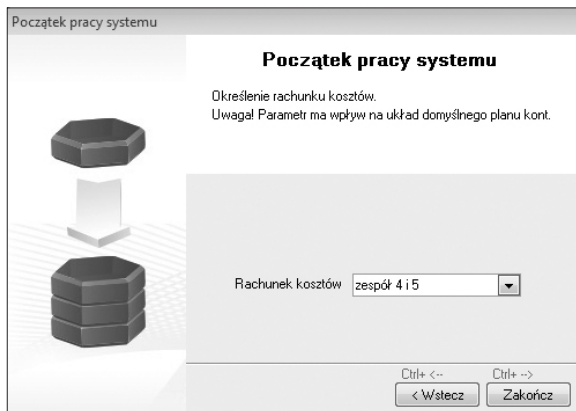 Początek pracy systemu
Początek pracy systemu
Określenie rachunku kosztów.
Uwaga! Parametr ma wpływ na układ domyślnego planu kont.
Rachunek kosztów zespół 4 i 5
Ctrl+ <-- Ctrl+ -->
< Wstecz Zakończ